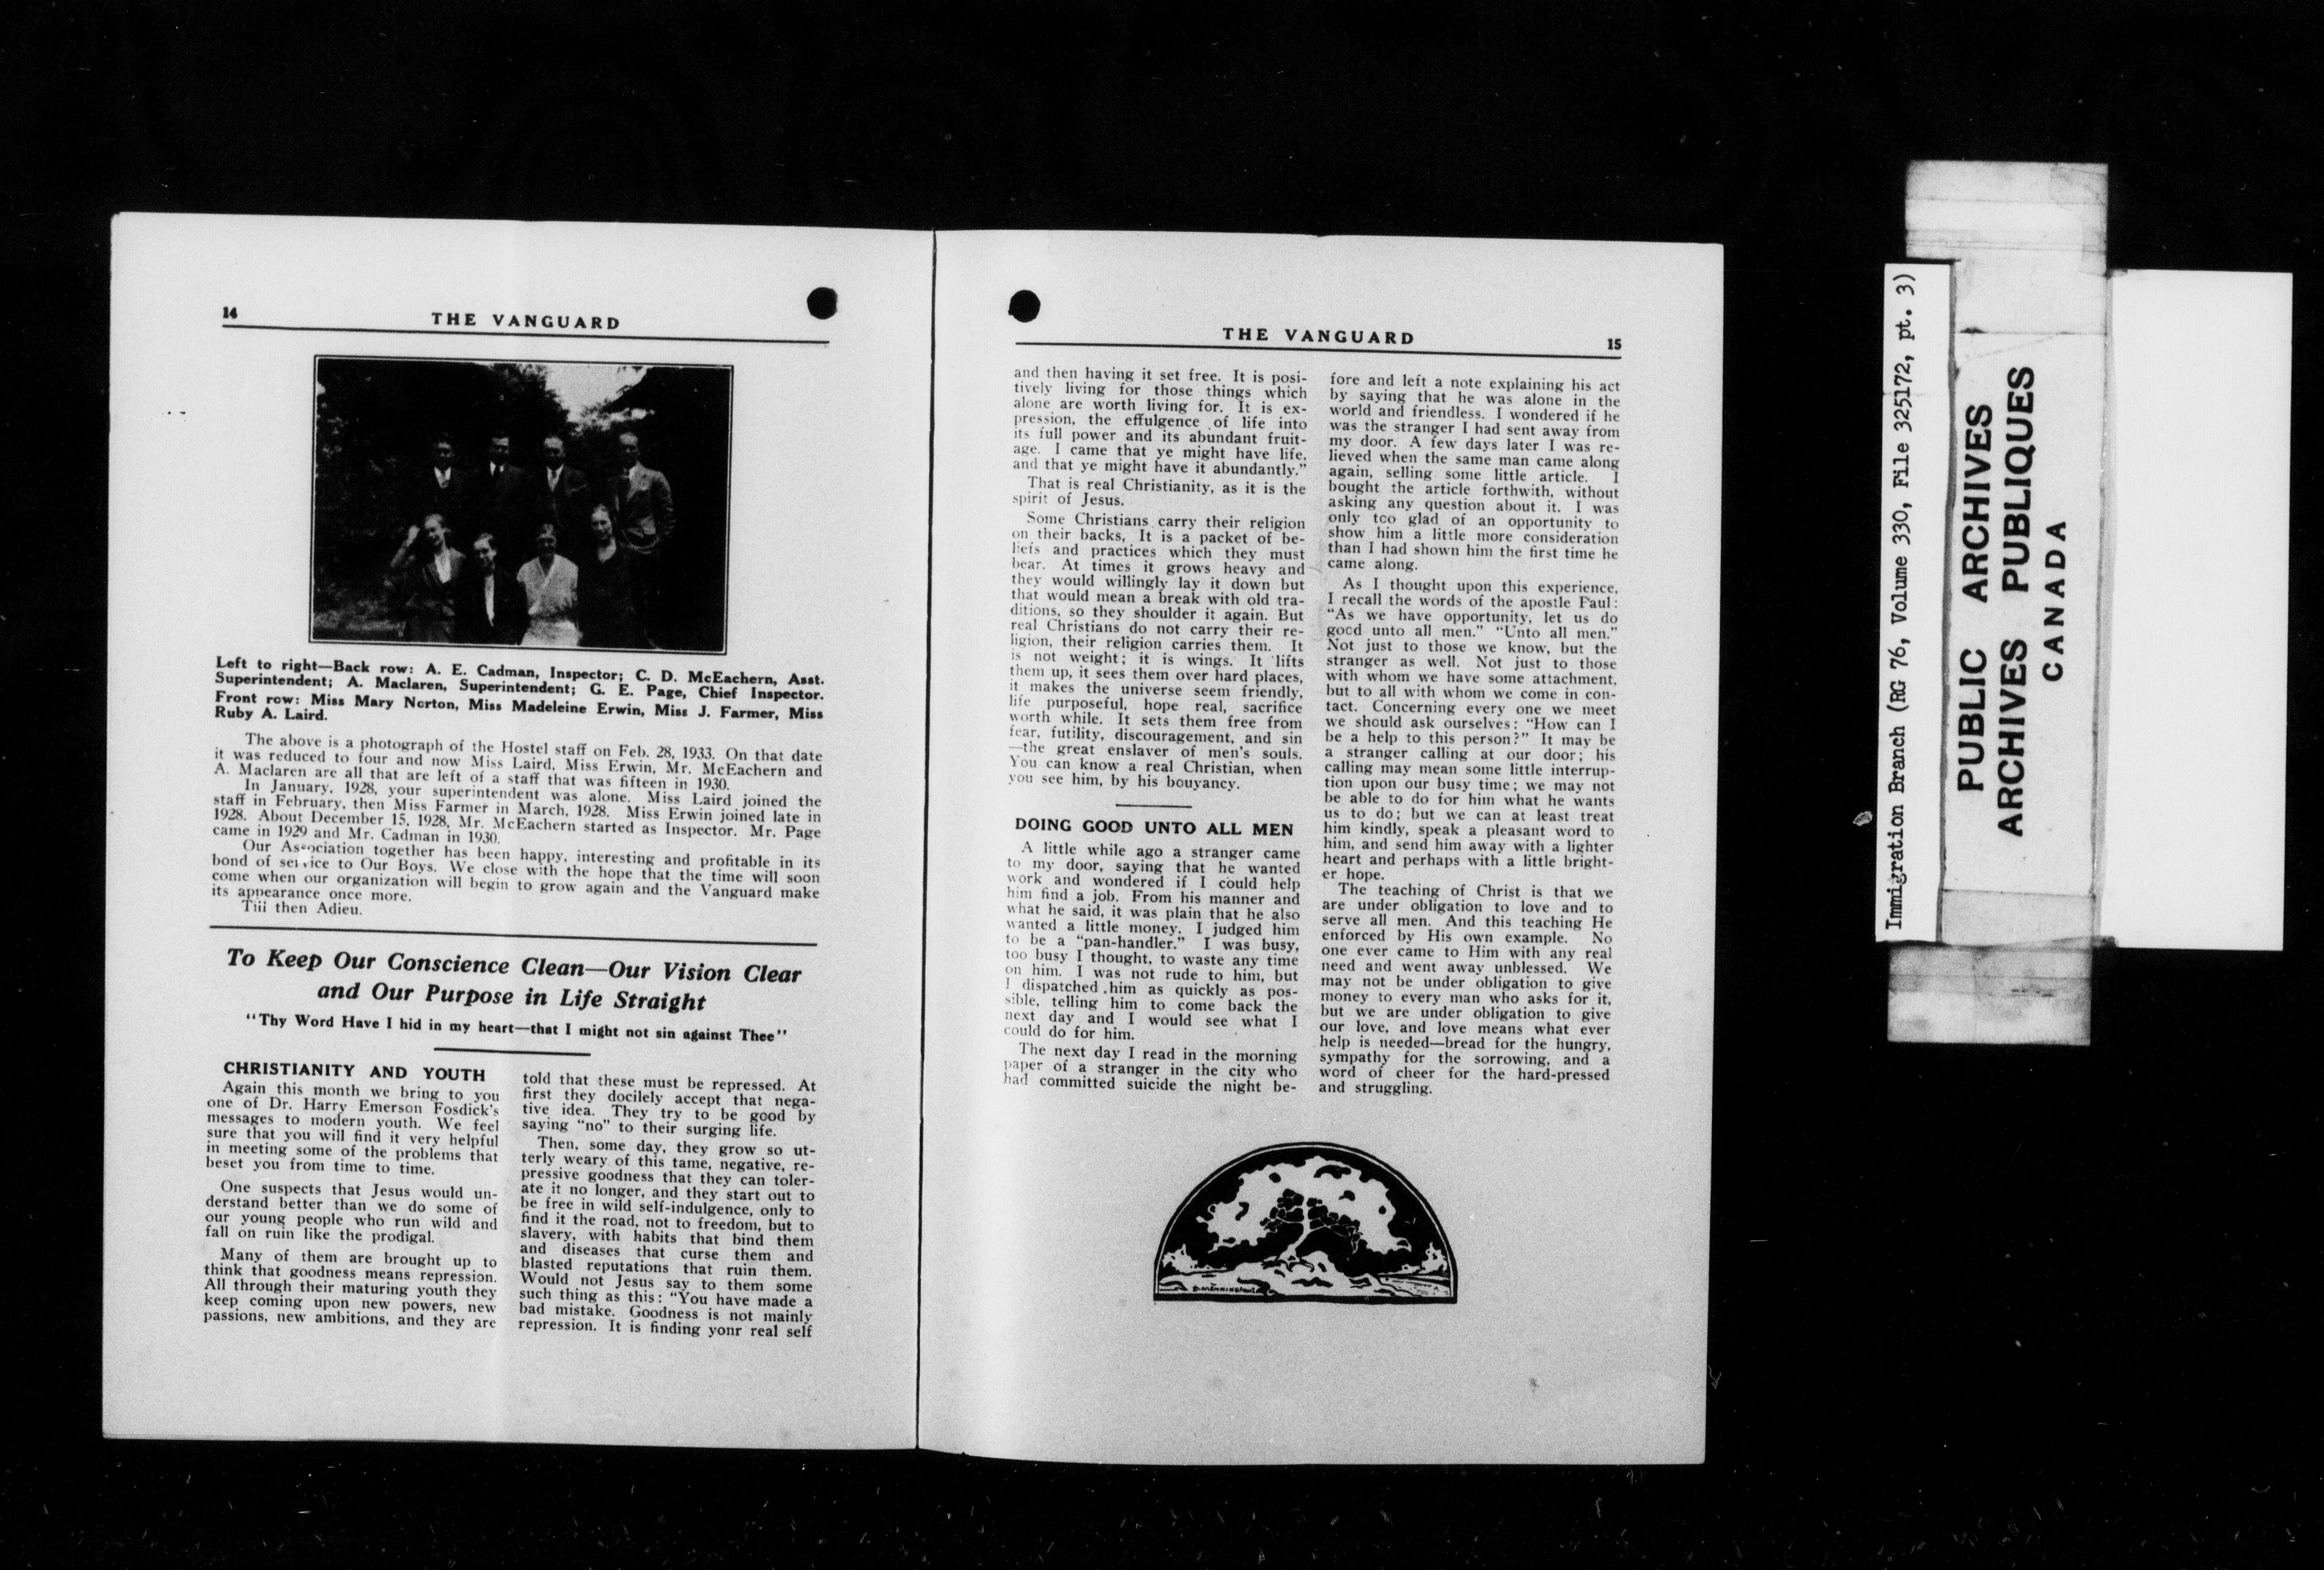 14
THE VANGUARD
Left to right—Back row: A. E. Cadman, Inspector; C. D. McEachern, Asst.
Superintendent; A. Maclaren, Superintendent; G. E. Page, Chief Inspector.
Front row: Miss Mary Norton, Miss Madeleine Erwin, Miss J. Farmer, Miss
Ruby A. Laird.
The above is a photograph of the Hostel staff on Feb. 28, 1933. On that date
it was reduced to four and now Miss Laird, Miss Erwin, Mr. McEachern and
A. Maclaren are all that are left of a staff that was fifteen in 1930.
In January, 1928, your superintendent was alone. Miss Laird joined the
staff in February, then Miss Farmer in March, 1928. Miss Erwin joined late in
1928. About December 15, 1928, Mr. McEachern started as Inspector. Mr. Page
came in 1929 and Mr. Cadman in 1930.
Our Association together has been happy, interesting and profitable in its
bond of service to Our Boys. We close with the hope that the time will soon
come when our organization will begin to grow again and the Vanguard make
its appearance once more.
Tiii then Adieu.
To Keep Our Conscience Clean—Our Vision Clear
and Our Purpose in Life Straight
"Thy Word Have I hid in my heart—that I might not sin against Thee"
CHRISTIANITY AND YOUTH
Again this month we bring to you
one of Dr. Harry Emerson Fosdick's
messages to modern youth. We feel
sure that you will find it very helpful
in meeting some of the problems that
beset you from time to time.
One suspects that Jesus would un-
derstand better than we do some of
our young people who run wild and
fall on ruin like the prodigal.
Many of them are brought up to
think that goodness means repression.
All through their maturing youth they
keep coming upon new powers, new
passions, new ambitions, and they are
told that these must be repressed. At
first they docilely accept that nega-
tive idea. They try to be good by
saying "no" to their surging life.
Then, some day, they grow so ut-
terly weary of this tame, negative, re-
pressive goodness that they can toler-
ate it no longer, and they start out to
be free in wild self-indulgence, only to
find it the road, not to freedom, but to
slavery, with habits that bind them
and diseases that curse them and
blasted reputations that ruin them.
Would not Jesus say to them some
such thing as this: "You have made a
bad mistake. Goodness is not mainly
repression. It is finding yonr real self
THE VANGUARD
15
and then having it set free. It is posi-
tively living for those things which
alone are worth living for. It is ex-
pression, the effulgence of life into
its full power and its abundant fruit-
age. I came that ye might have life,
and that ye might have it abundantly."
That is real Christianity, as it is the
spirit of Jesus.
Some Christians carry their religion
on their backs, It is a packet of be-
liefs and practices which they must
bear. At times it grows heavy and
they would willingly lay it down but
that would mean a break with old tra-
ditions, so they shoulder it again. But
real Christians do not carry their re-
ligion, their religion carries them. It
is not weight; it is wings. It lifts
them up, it sees them over hard places,
it makes the universe seem friendly,
life purposeful, hope real, sacrifice
worth while. It sets them free from
fear, futility, discouragement, and sin
—the great enslaver of men's souls.
You can know a real Christian, when
you see him, by his bouyancy.
DOING GOOD UNTO ALL MEN
A little while ago a stranger came
to my door, saying that he wanted
work and wondered if I could help
him find a job. From his manner and
what he said, it was plain that he also
wanted a little money. I judged him
to be a "pan-handler." I was busy,
too busy I thought, to waste any time
on him. I was not rude to him, but
I dispatched him as quickly as pos-
sible, telling him to come back the
next day and I would see what I
could do for him.
The next day I read in the morning
paper of a stranger in the city who
had committed suicide the night be-
fore and left a note explaining his act
by saying that he was alone in the
world and friendless. I wondered if he
was the stranger I had sent away from
my door. A few days later I was re-
lieved when the same man came along
again, selling some little article. I
bought the article forthwith, without
asking any question about it. I was
only tco glad of an opportunity to
show him a little more consideration
than I had shown him the first time he
came along.
As I thought upon this experience,
I recall the words of the apostle Paul:
"As we have opportunity, let us do
good unto all men." "Unto all men."
Not just to those we know, but the
stranger as well. Not just to those
with whom we have some attachment,
but to all with whom we come in con-
tact. Concerning every one we meet
we should ask ourselves: "How can I
be a help to this person?" It may be
a stranger calling at our door; his
calling may mean some little interrup-
tion upon our busy time; we may not
be able to do for him what he wants
us to do; but we can at least treat
him kindly, speak a pleasant word to
him, and send him away with a lighter
heart and perhaps with a little bright-
er hope.
The teaching of Christ is that we
are under obligation to love and to
serve all men. And this teaching He
enforced by His own example. No
one ever came to Him with any real
need and went away unblessed. We
may not be under obligation to give
money to every man who asks for it,
but we are under obligation to give
our love, and love means what ever
help is needed—bread for the hungry,
sympathy for the sorrowing, and a
word of cheer for the hard-pressed
and struggling.
Immigration Branch (RG 76, Volume 330, File 325172, pt. 3)
PUBLIC ARCHIVES
ARCHIVES PUBLIQUES
CANADA